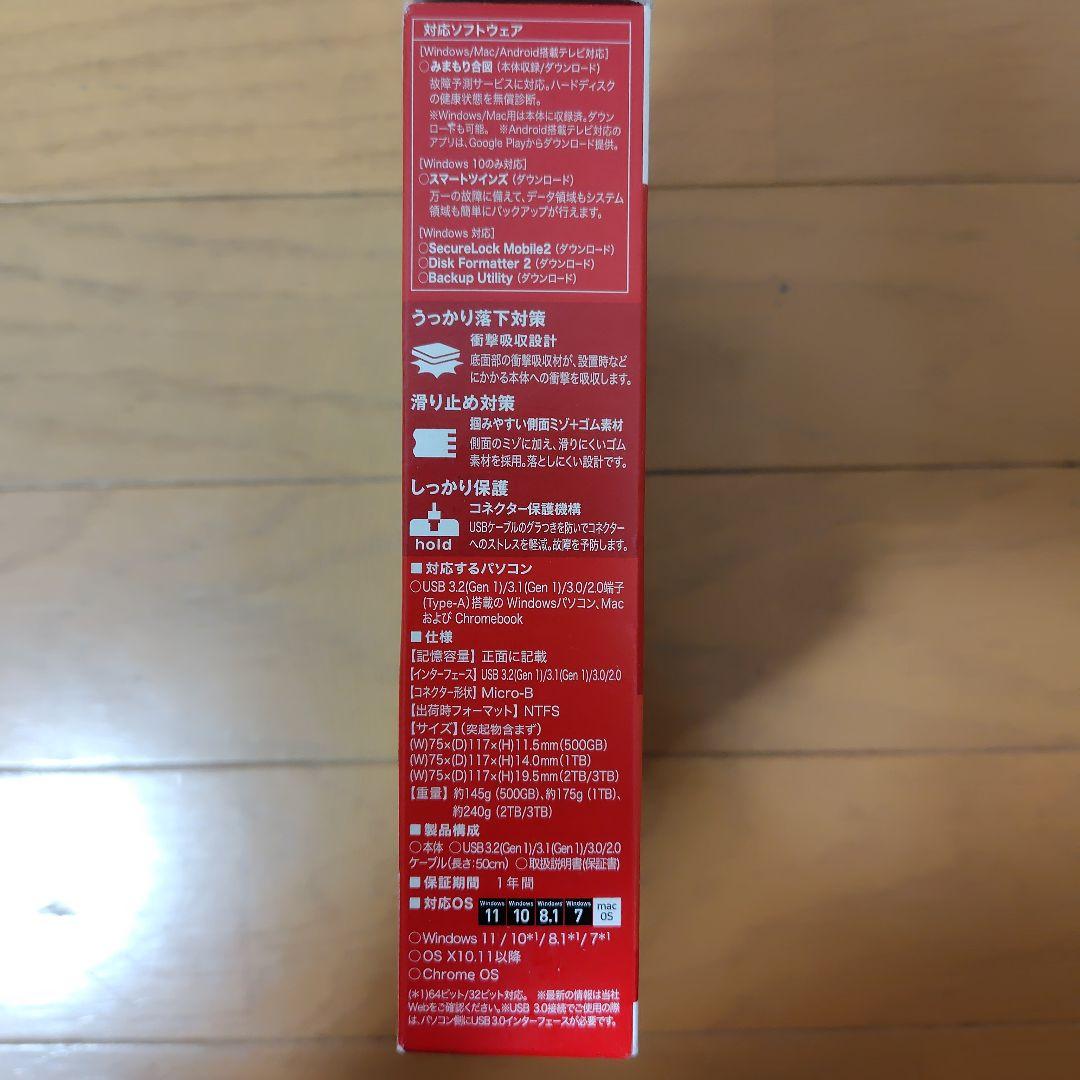 対応ソフトウェア
[Windows/Mac/Android搭載テレビ対応]
○みまもり合図 (本体収録/ダウンロード)
故障予測サービスに対応。ハードディスク
の健康状態を無償診断。
※Windows/Mac用は本体に収録済。ダウン
ロードも可能。 ※Android搭載テレビ対応の
アプリは、Google Playからダウンロード提供。
[Windows 10のみ対応]
○スマートツインズ (ダウンロード)
万一の故障に備えて、データ領域もシステム
領域も簡単にバックアップが行えます。
[Windows 対応]
○SecureLock Mobile2 (ダウンロード)
○Disk Formatter 2 (ダウンロード)
○Backup Utility (ダウンロード)
うっかり落下対策
衝撃吸収設計
底面部の衝撃吸収材が、設置時など
にかかる本体への衝撃を吸収します。
滑り止め対策
掴みやすい側面ミゾ+ゴム素材
側面のミゾに加え、滑りにくいゴム
素材を採用。落としにくい設計です。
しっかり保護
コネクター保護機構
hold
USBケーブルのグラつきを防いでコネクター
へのストレスを軽減。故障を予防します。
■対応するパソコン
○USB 3.2(Gen 1)/3.1(Gen 1)/3.0/2.0端子
(Type-A)搭載の Windowsパソコン、Mac
および Chromebook
■仕様
【記憶容量】 正面に記載
【インターフェース】 USB 3.2(Gen 1)/3.1(Gen 1)/3.0/2.0
【コネクター形状】 Micro-B
【出荷時フォーマット】 NTFS
【サイズ】(突起物含まず)
(W)75×(D)117×(H)11.5mm(500GB)
(W)75×(D)117×(H)14.0mm(1TB)
(W)75×(D)117×(H)19.5mm(2TB/3TB)
【重量】 約145g (500GB)、約175g (1TB)、
約240g (2TB/3TB)
■製品構成
○本体 ○USB3.2(Gen1)/3.1(Gen1)/3.0/2.0
ケーブル(長さ:50cm) ○取扱説明書(保証書)
■保証期間 1年間
■対応OS Windows 11 Windows 10 Windows 8.1 Windows 7 mac OS
○Windows 11 / 10*1/ 8.1*1/ 7*1
○OS X10.11以降
○Chrome OS
(*1)64ビット/32ビット対応。 ※最新の情報は当社
Webをご確認ください。※USB 3.0接続でご使用の際
は、パソコン側にUSB3.0インターフェースが必要です。